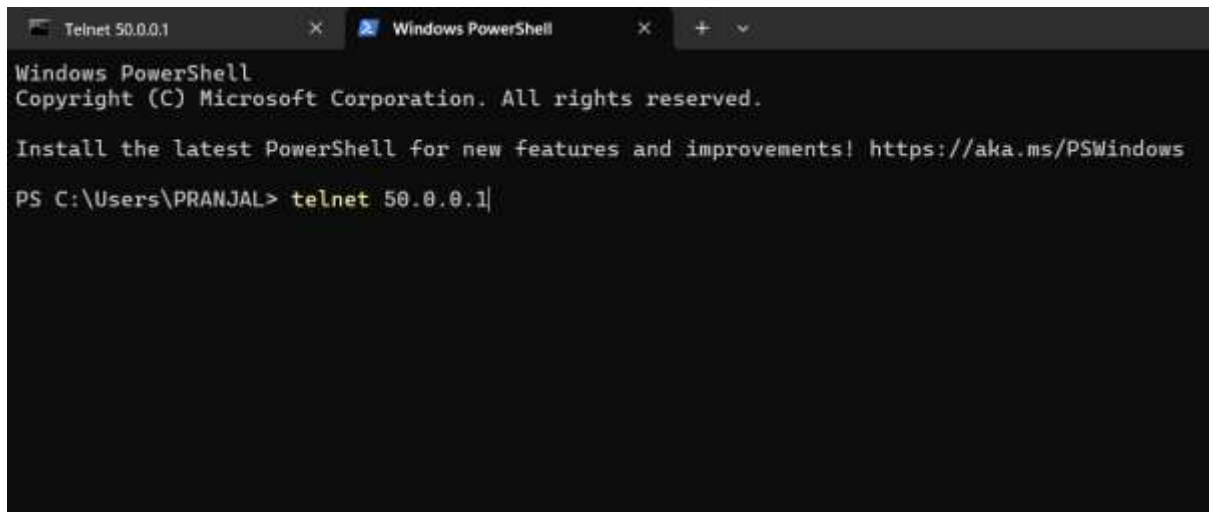 Telnet 50.0.0.1
Windows PowerShell
Windows PowerShell
Copyright (C) Microsoft Corporation. All rights reserved.
Install the latest PowerShell for new features and improvements! https://aka.ms/PSWindows
PS C:\Users\PRANJAL> telnet 50.0.0.1